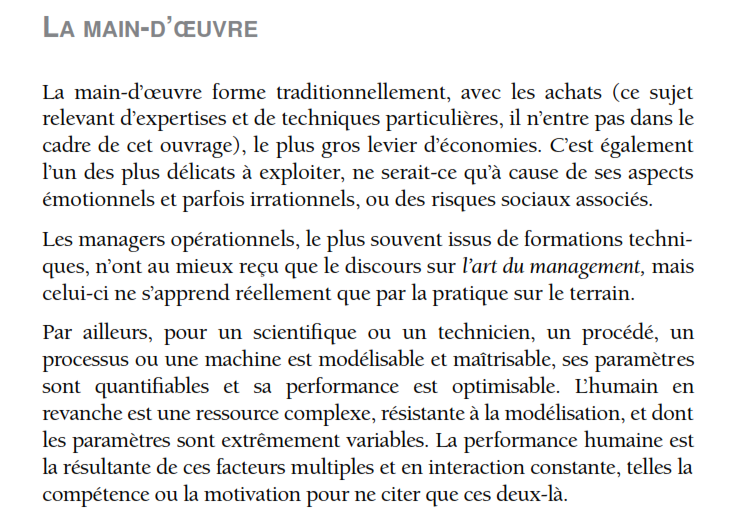 LA MAIN-D'ŒUVRE
La main-d'œuvre forme traditionnellement, avec les achats (ce sujet
relevant d'expertises et de techniques particulières, il n'entre pas dans le
cadre de cet ouvrage), le plus gros levier d'économies. C'est également
l'un des plus délicats à exploiter, ne serait-ce qu'à cause de ses aspects
émotionnels et parfois irrationnels, ou des risques sociaux associés.
Les managers opérationnels, le plus souvent issus de formations techni-
ques, n'ont au mieux reçu que le discours sur l'art du management, mais
celui-ci ne s'apprend réellement que par la pratique sur le terrain.
Par ailleurs, pour un scientifique ou un technicien, un procédé, un
processus ou une machine est modélisable et maîtrisable, ses paramètres
sont quantifiables et sa performance est optimisable. L'humain en
revanche est une ressource complexe, résistante à la modélisation, et dont
les paramètres sont extrêmement variables. La performance humaine est
la résultante de ces facteurs multiples et en interaction constante, telles la
compétence ou la motivation pour ne citer que ces deux-là.